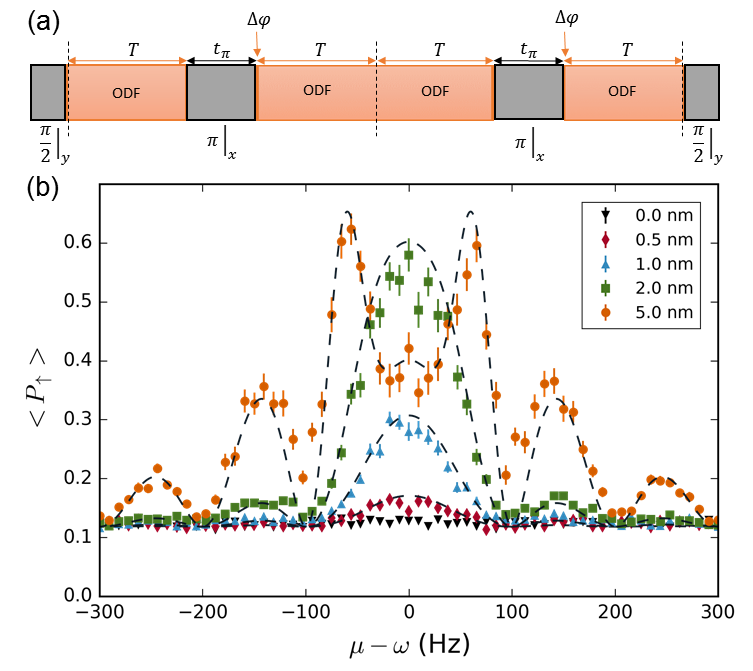 (a)
Δφ Δφ
T t_π T T t_π T
ODF ODF ODF ODF
π/2|_y π|_x π|_x π/2|_y
(b)
0.0 nm
0.5 nm
1.0 nm
2.0 nm
5.0 nm
< P_↑ >
0.6
0.5
0.4
0.3
0.2
0.1
0.0
−300 −200 −100 0 100 200 300
μ − ω (Hz)